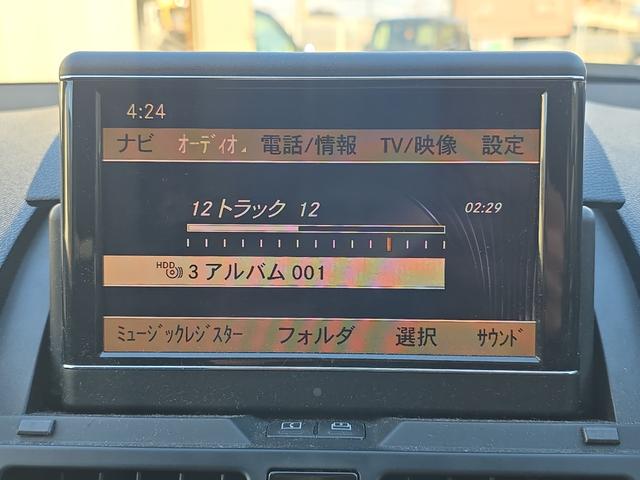 4:24
ナビ オーディオ 電話/情報 TV/映像 設定
12 トラック 12 02:29
HDD 3 アルバム 001
ミュージックレジスター フォルダ 選択 サウンド